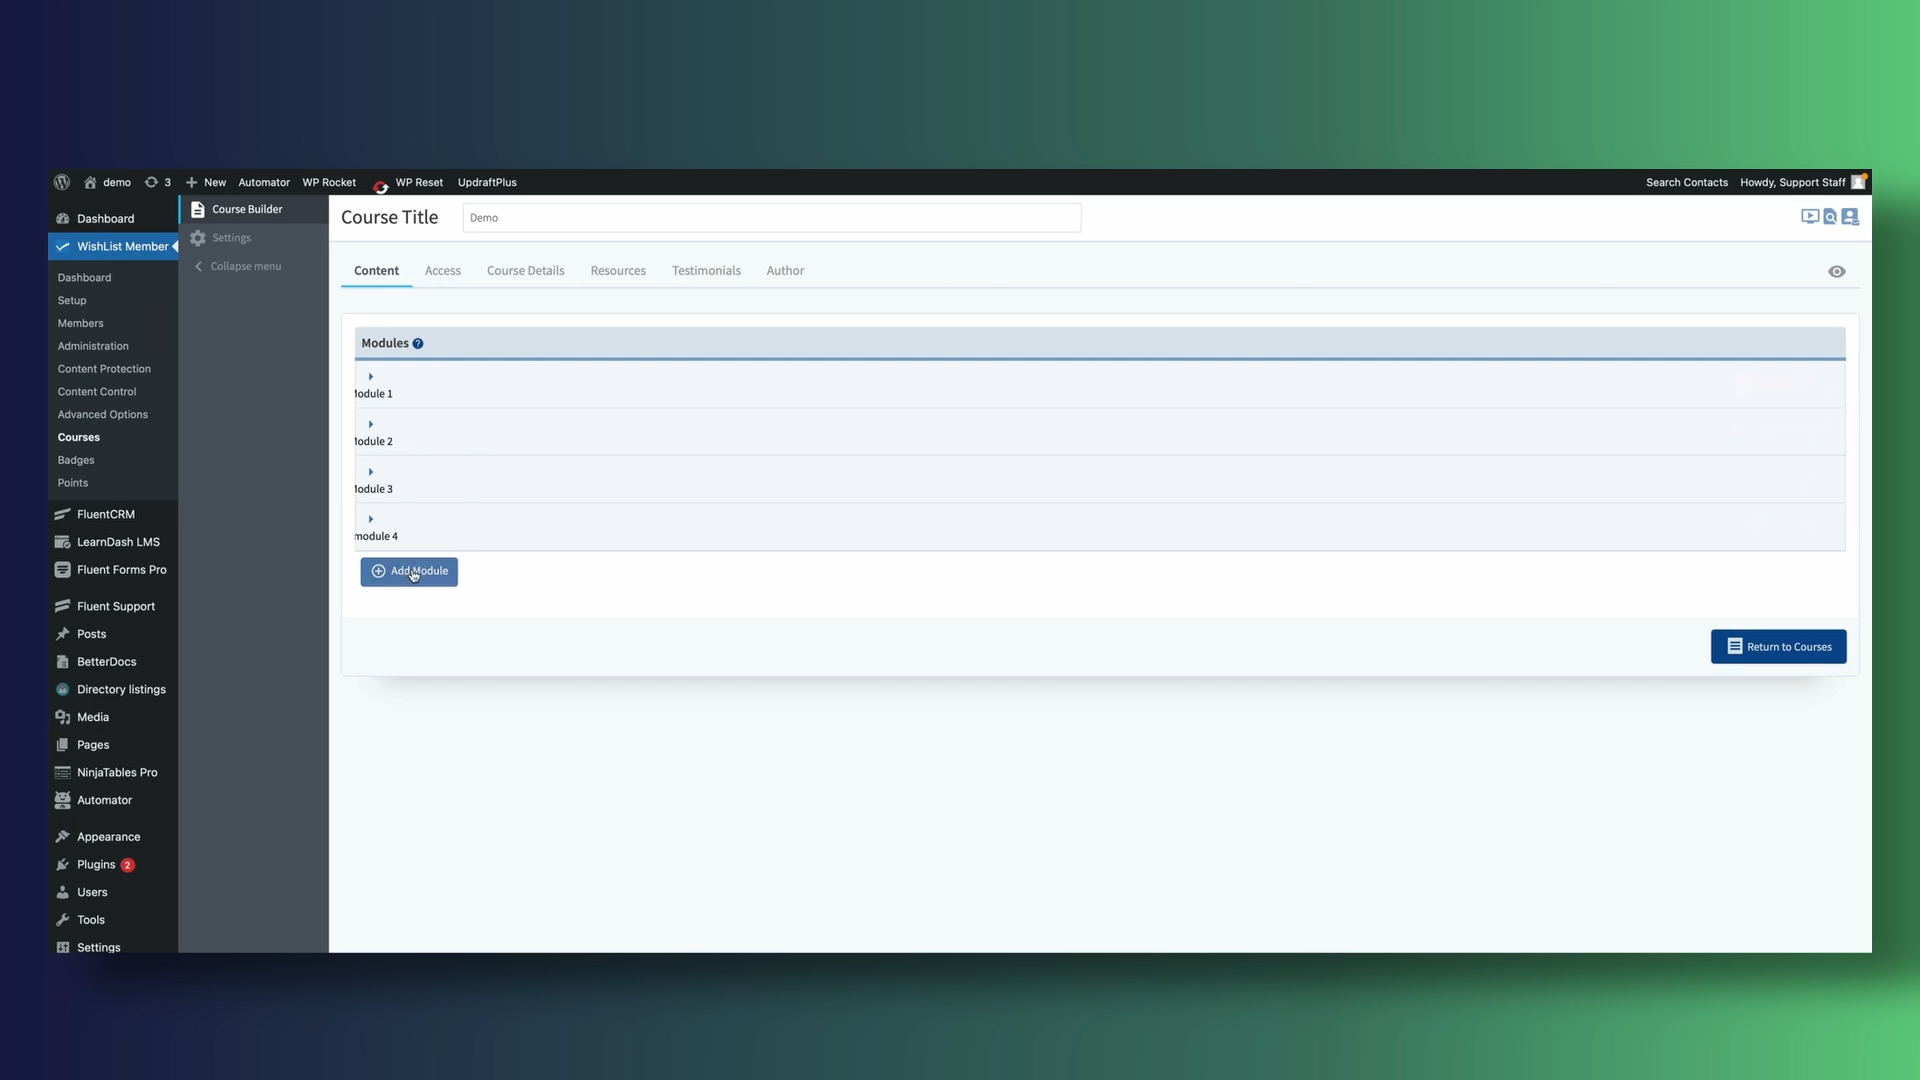 demo 3 New Automator WP Rocket WP Reset UpdraftPlus Search Contacts Howdy, Support Staff
Dashboard
WishList Member
Dashboard
Setup
Members
Administration
Content Protection
Content Control
Advanced Options
Courses
Badges
Points
FluentCRM
LearnDash LMS
Fluent Forms Pro
Fluent Support
Posts
BetterDocs
Directory listings
Media
Pages
NinjaTables Pro
Automator
Appearance
Plugins 2
Users
Tools
Settings
Course Builder
Settings
Collapse menu
Course Title Demo
Content Access Course Details Resources Testimonials Author
Modules ?
Module 1
Module 2
Module 3
module 4
Add Module
Return to Courses